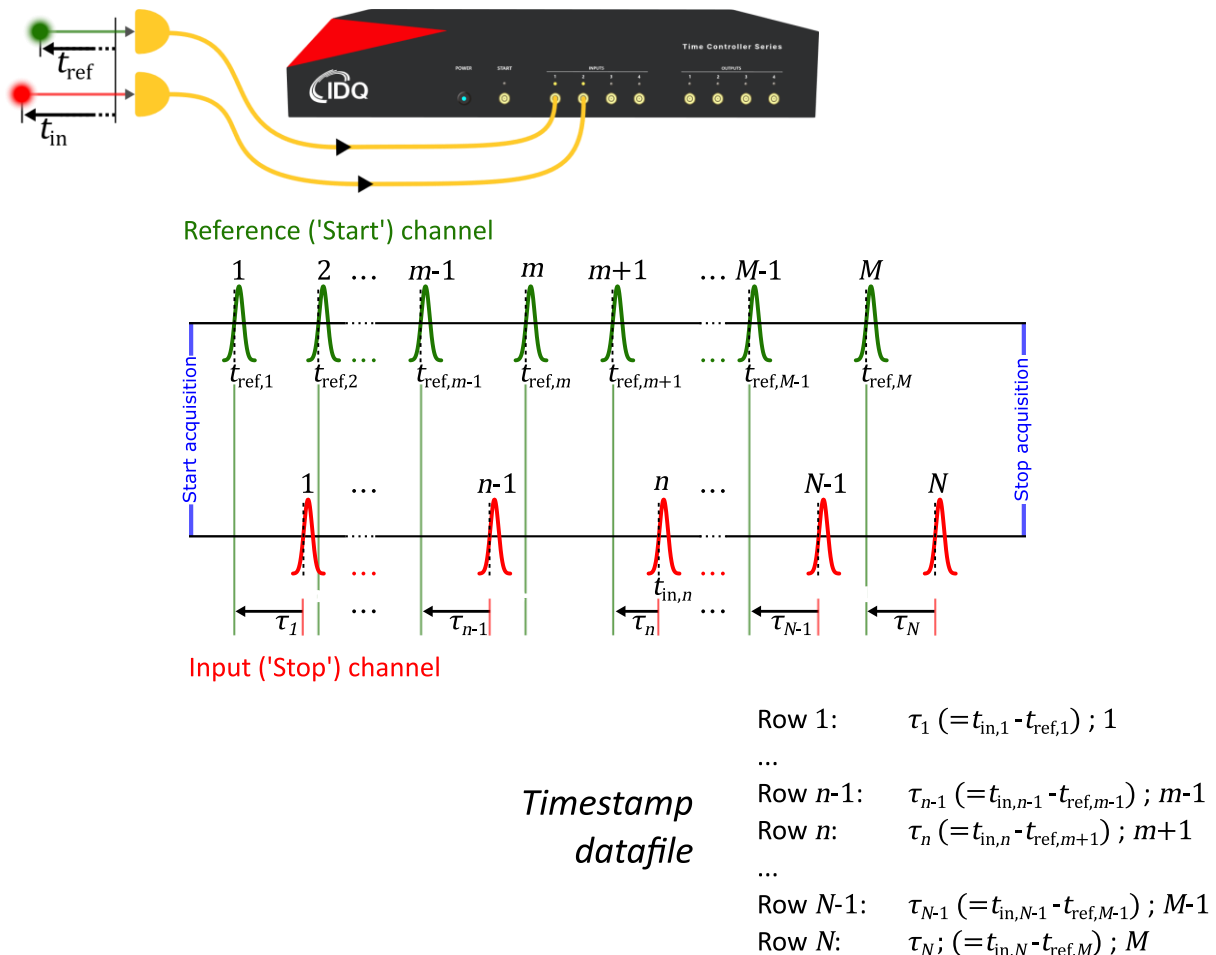 t_ref
t_in
IDQ
Time Controller Series
POWER START INPUTS OUTPUTS
1 2 3 4 1 2 3 4
Reference ('Start') channel
1 2 ... m-1 m m+1 ... M-1 M
... ...
t_ref,1 t_ref,2 t_ref,m-1 t_ref,m t_ref,m+1 t_ref,M-1 t_ref,M
Start acquisition
Stop acquisition
1 ... n-1 n ... N-1 N
... ...
t_in,n
... ...
τ_1 τ_n-1 τ_n τ_N-1 τ_N
Input ('Stop') channel
Timestamp
datafile
Row 1: τ_1 (=t_in,1-t_ref,1) ; 1
...
Row n-1: τ_n-1 (=t_in,n-1-t_ref,m-1) ; m-1
Row n: τ_n (=t_in,n-t_ref,m+1) ; m+1
...
Row N-1: τ_N-1 (=t_in,N-1-t_ref,M-1) ; M-1
Row N: τ_N; (=t_in,N-t_ref,M) ; M